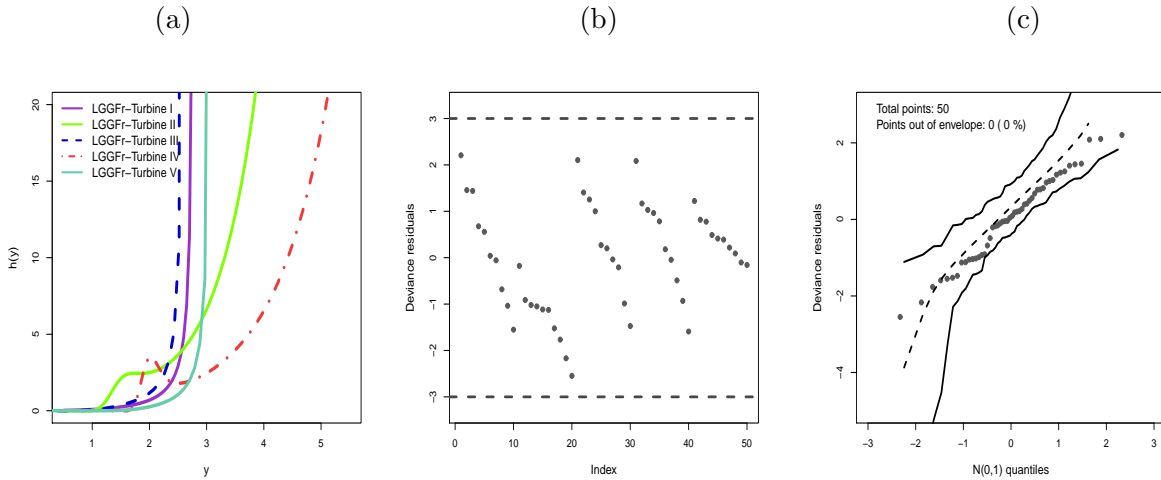 (a)
(b)
(c)
LGGFr−Turbine I
LGGFr−Turbine II
LGGFr−Turbine III
LGGFr−Turbine IV
LGGFr−Turbine V
h(y)
0
5
10
15
20
1
2
3
4
5
y
Deviance residuals
−3
−2
−1
0
1
2
3
0
10
20
30
40
50
Index
Total points: 50
Points out of envelope: 0 ( 0 %)
Deviance residuals
−4
−2
0
2
−3
−2
−1
0
1
2
3
N(0,1) quantiles